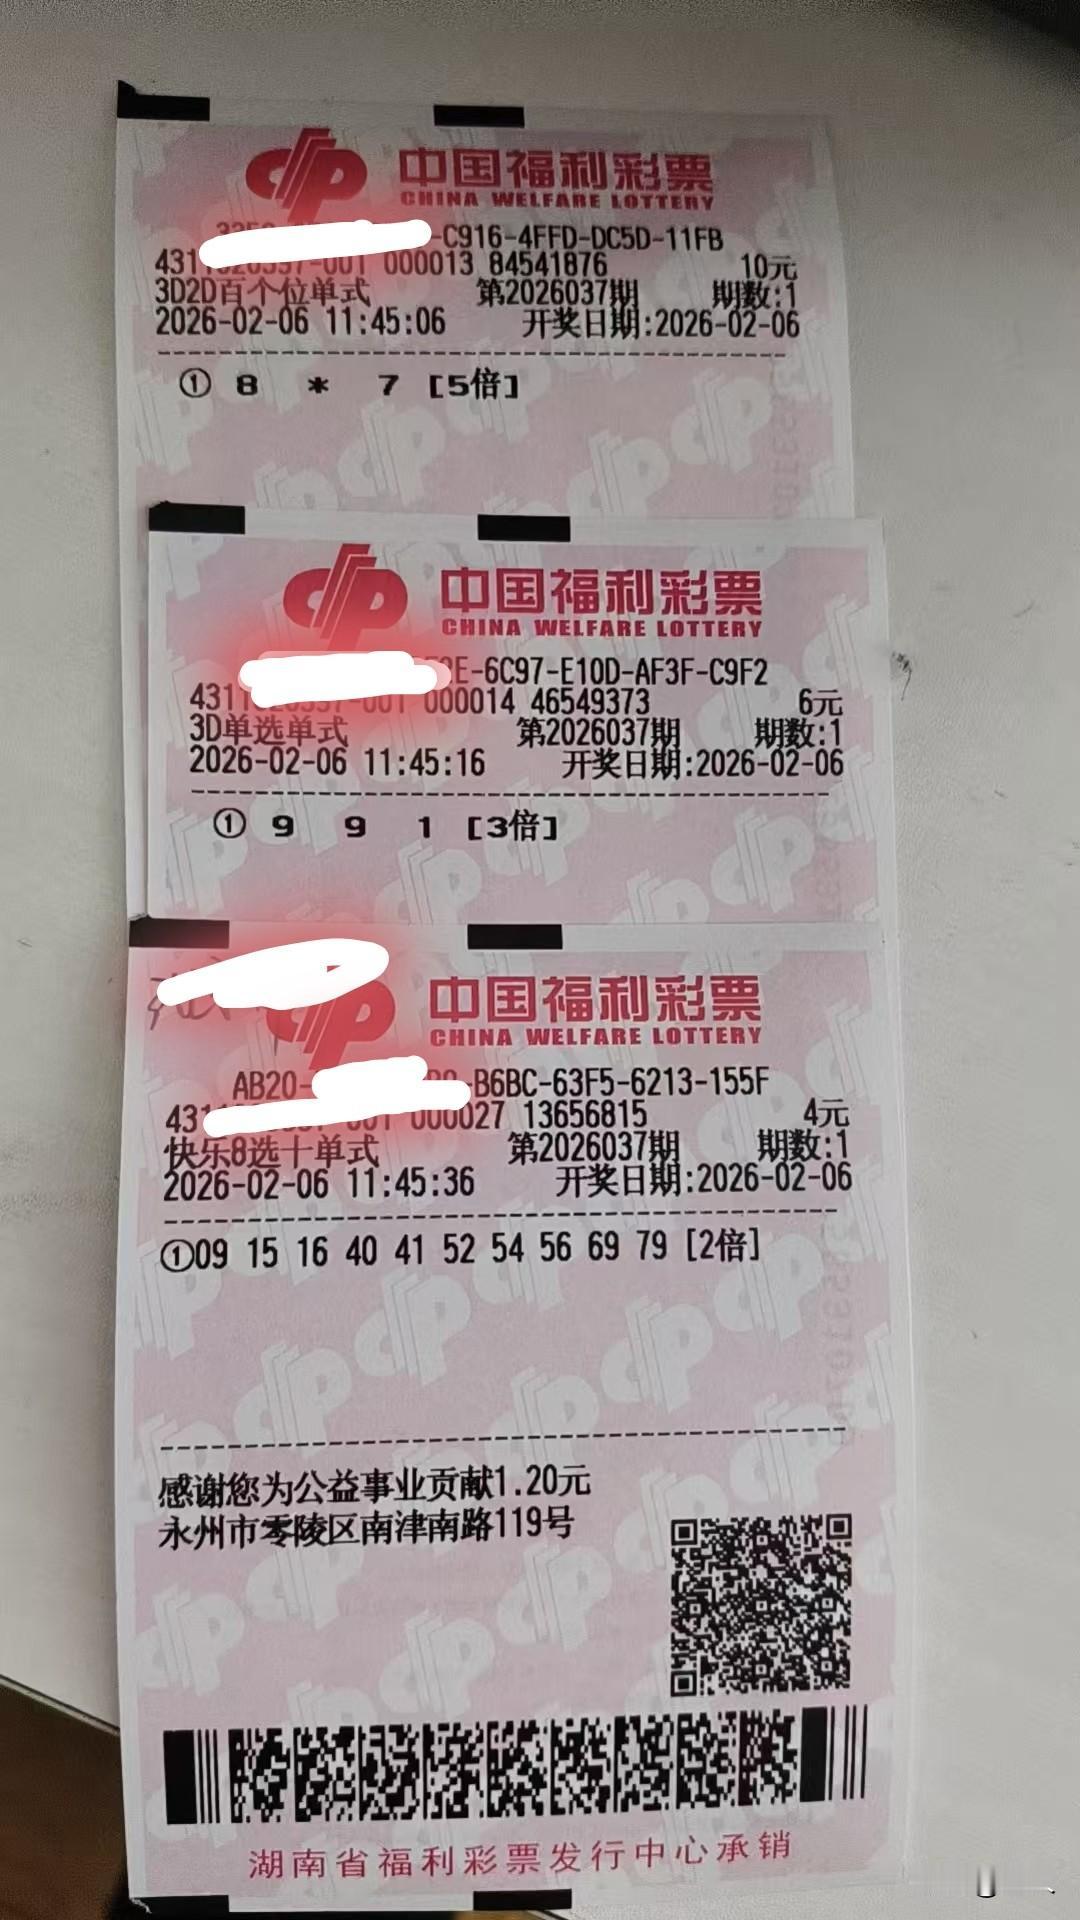 中国福利彩票
CHINA WELFARE LOTTERY
-C916-4FFD-DC5D-11FB
431 -001 000013 84541876 10元
3D2D百个位单式 第2026037期 期数:1
2026-02-06 11:45:06 开奖日期:2026-02-06
① 8 * 7 [5倍]
中国福利彩票
CHINA WELFARE LOTTERY
E-6C97-E10D-AF3F-C9F2
431 -001 000014 46549373 6元
3D单选单式 第2026037期 期数:1
2026-02-06 11:45:16 开奖日期:2026-02-06
① 9 9 1 [3倍]
中国福利彩票
CHINA WELFARE LOTTERY
AB20- -B6BC-63F5-6213-155F
431 -001 000027 13656815 4元
快乐8选十单式 第2026037期 期数:1
2026-02-06 11:45:36 开奖日期:2026-02-06
①09 15 16 40 41 52 54 56 69 79 [2倍]
感谢您为公益事业贡献1.20元
永州市零陵区南津南路119号
湖南省福利彩票发行中心承销